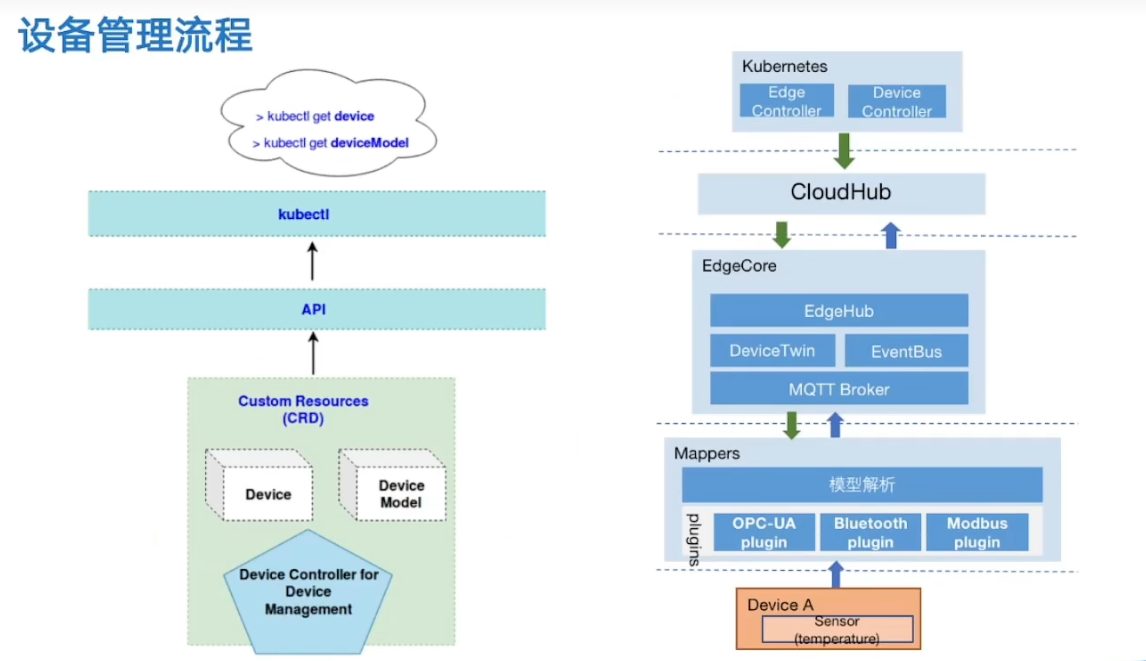 设备管理流程
> kubectl get device
> kubectl get deviceModel
kubectl
API
Custom Resources
(CRD)
Device
Device
Model
Device Controller for
Device
Management
Kubernetes
Edge
Controller
Device
Controller
CloudHub
EdgeCore
EdgeHub
DeviceTwin
EventBus
MQTT Broker
Mappers
模型解析
plugins
OPC-UA
plugin
Bluetooth
plugin
Modbus
plugin
Device A
Sensor
(temperature)